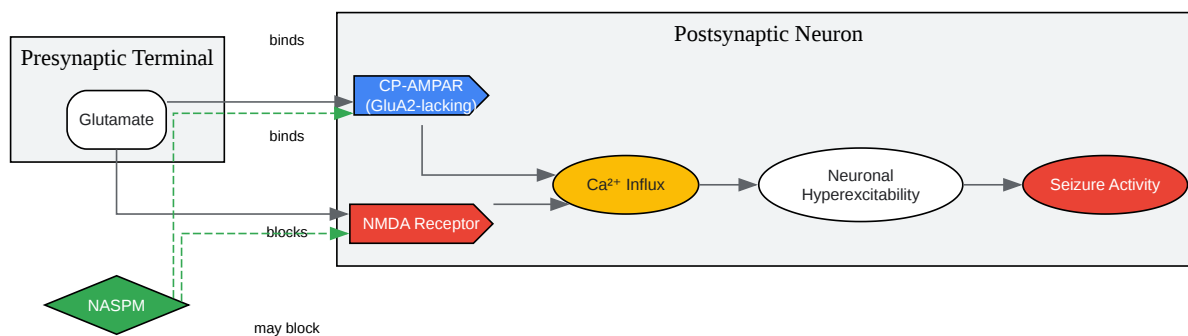 Postsynaptic Neuron
binds
Presynaptic Terminal
CP-AMPAR
(GluA2-lacking)
Glutamate
binds
Ca²⁺ Influx
Neuronal
Hyperexcitability
Seizure Activity
NMDA Receptor
blocks
NASPM
may block